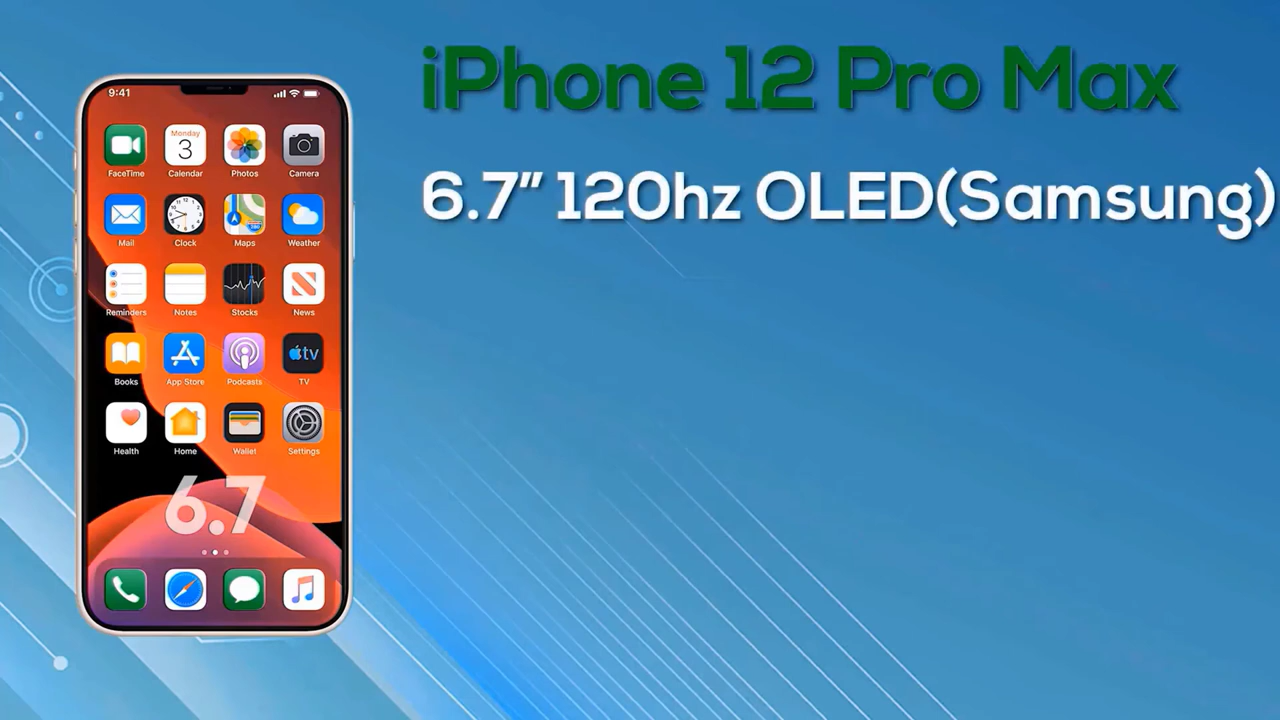 iPhone 12 Pro Max
6.7” 120hz OLED(Samsung)
9:41
Monday
3
FaceTime Calendar Photos Camera
Mail Clock Maps Weather
Reminders Notes Stocks News
tv
Books App Store Podcasts TV
Health Home Wallet Settings
6.7